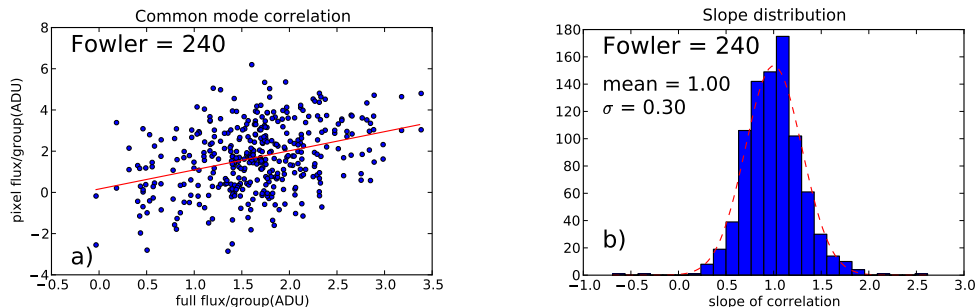 Common mode correlation
Fowler = 240
a)
pixel flux/group(ADU)
8
6
4
2
0
−2
−4
−0.5 0.0 0.5 1.0 1.5 2.0 2.5 3.0 3.5
full flux/group(ADU)
Slope distribution
Fowler = 240
mean = 1.00
σ = 0.30
b)
180
160
140
120
100
80
60
40
20
0
−1.0 −0.5 0.0 0.5 1.0 1.5 2.0 2.5 3.0
slope of correlation